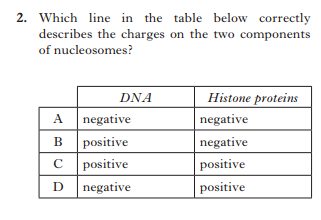 2. Which line in the table below correctly
describes the charges on the two components
of nucleosomes?
DNA Histone proteins
A negative negative
B positive negative
C positive positive
D negative positive